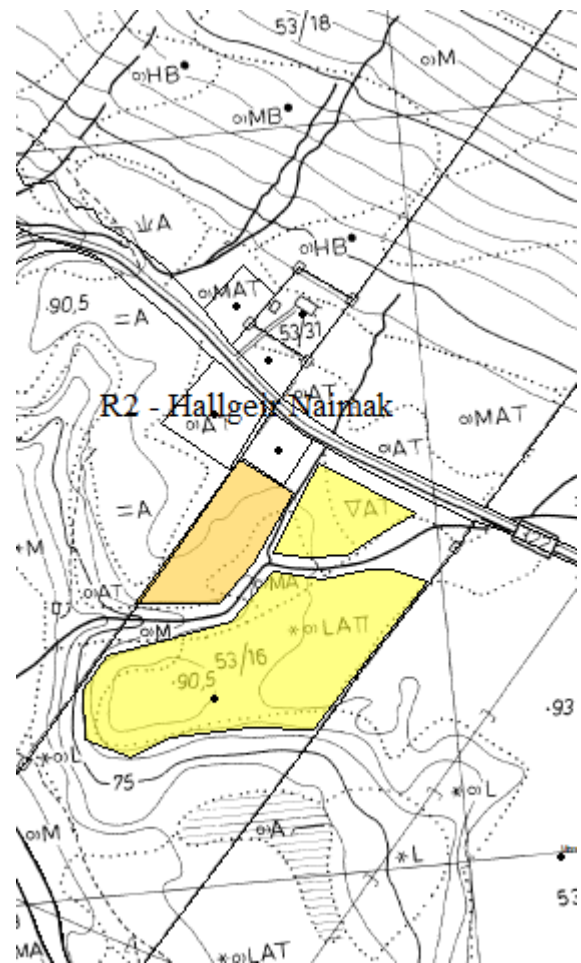 53/18
M
HB
MB
A
HB
MAT
.90,5
= A
53/31
AT
R2 - Hallgeir Naimak
AT
MAT
AT
= A
AT
M
AT
MA
M
LATT
53/16
.90,5
L
75
.93
L
M
A
L
53
MA
LAT